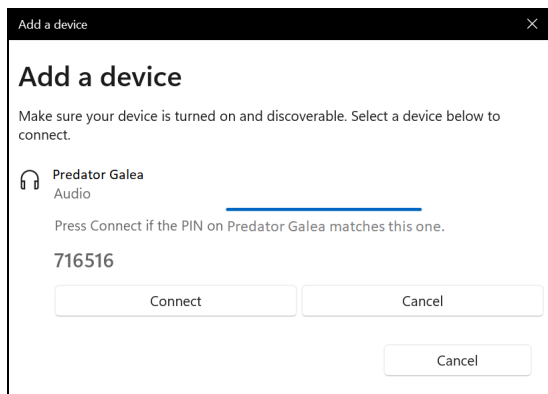 Add a device
Add a device
Make sure your device is turned on and discoverable. Select a device below to
connect.
Predator Galea
Audio
Press Connect if the PIN on Predator Galea matches this one.
716516
Connect Cancel
Cancel